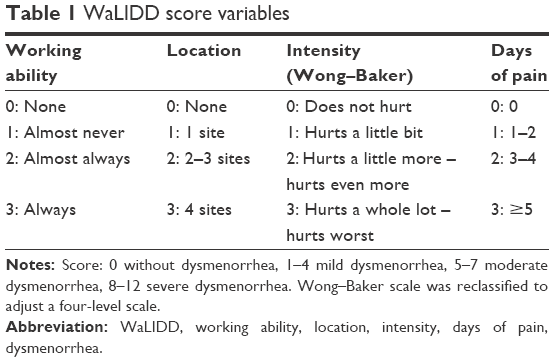 Table 1 WaLIDD score variables
Working ability Location Intensity (Wong–Baker) Days of pain
0: None 0: None 0: Does not hurt 0: 0
1: Almost never 1: 1 site 1: Hurts a little bit 1: 1–2
2: Almost always 2: 2–3 sites 2: Hurts a little more – hurts even more 2: 3–4
3: Always 3: 4 sites 3: Hurts a whole lot – hurts worst 3: ≥5
Notes: Score: 0 without dysmenorrhea, 1–4 mild dysmenorrhea, 5–7 moderate
dysmenorrhea, 8–12 severe dysmenorrhea. Wong–Baker scale was reclassified to
adjust a four-level scale.
Abbreviation: WaLIDD, working ability, location, intensity, days of pain,
dysmenorrhea.